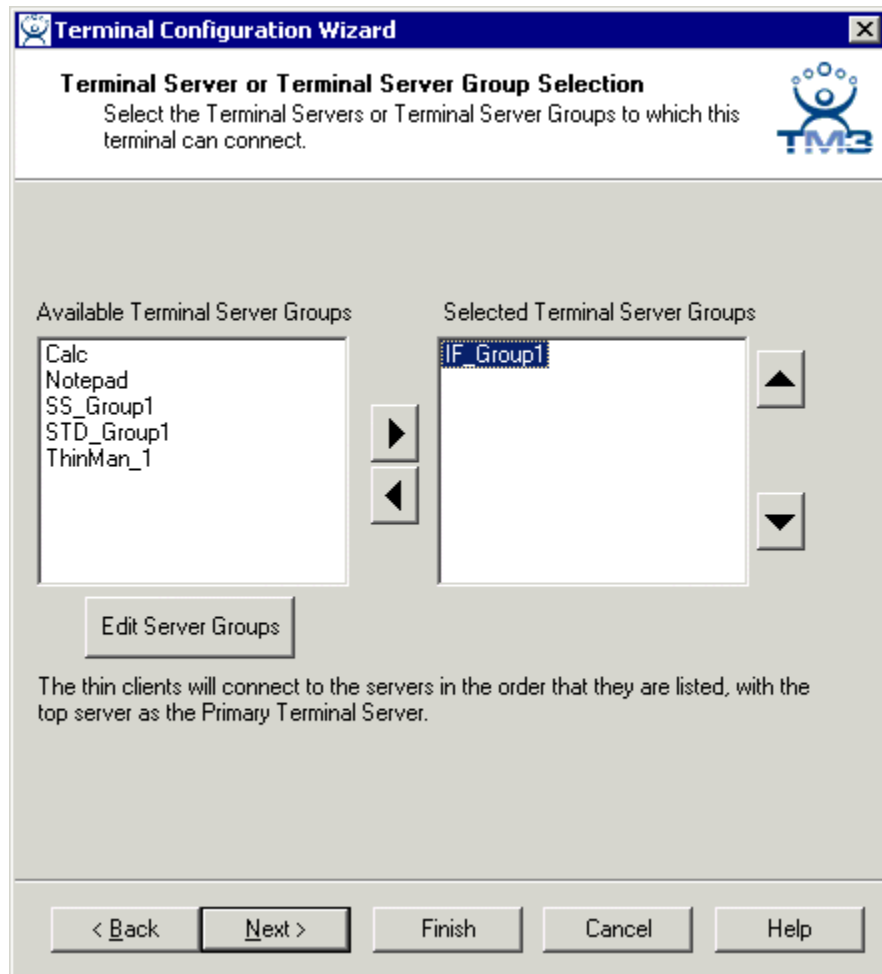 Terminal Configuration Wizard
Terminal Server or Terminal Server Group Selection
Select the Terminal Servers or Terminal Server Groups to which this
terminal can connect.
TM3
Available Terminal Server Groups
Calc
Notepad
SS_Group1
STD_Group1
ThinMan_1
Selected Terminal Server Groups
IF_Group1
Edit Server Groups
The thin clients will connect to the servers in the order that they are listed, with the
top server as the Primary Terminal Server.
< Back
Next >
Finish
Cancel
Help